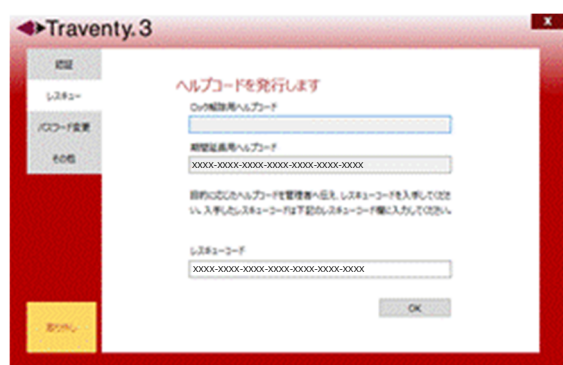 Traventy.3
x
認証
レスキュー
パスワード変更
その他
ヘルプコードを発行します
ロック解除用ヘルプコード
期間延長用ヘルプコード
XXXX-XXXX-XXXX-XXXX-XXXX-XXXX-XXXX
目的に応じたヘルプコードを管理者へ伝え、レスキューコードを入手してくださ
い。入手したレスキューコードは下記のレスキューコード欄に入力してください。
レスキューコード
XXXX-XXXX-XXXX-XXXX-XXXX-XXXX-XXXX
OK
取り外し